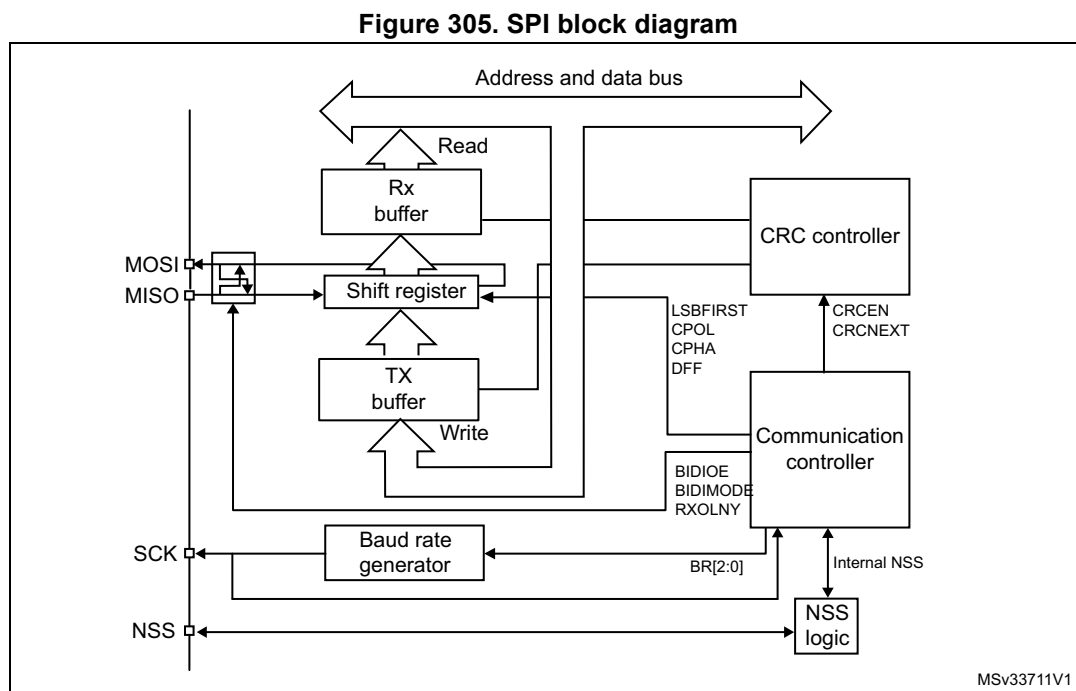 Figure 305. SPI block diagram
Address and data bus
Read
Rx
buffer
CRC controller
MOSI
MISO
Shift register
LSBFIRST
CPOL
CPHA
DFF
CRCEN
CRCNEXT
TX
buffer
Write
Communication
controller
BIDIOE
BIDIMODE
RXOLNY
SCK
Baud rate
generator
BR[2:0]
Internal NSS
NSS
NSS
logic
MSv33711V1